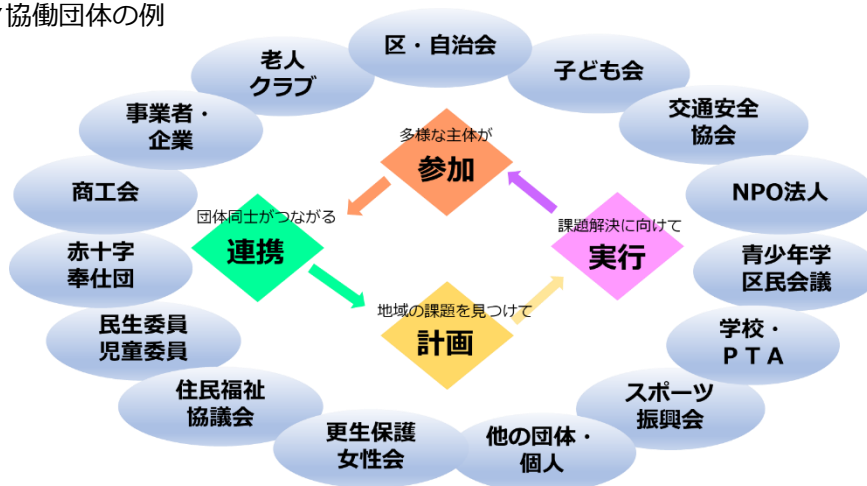 協働団体の例
区・自治会
老人
クラブ
子ども会
事業者・
企業
交通安全
協会
多様な主体が
参加
商工会
NPO法人
団体同士がつながる
連携
課題解決に向けて
実行
赤十字
奉仕団
青少年学
区民会議
地域の課題を見つけて
計画
民生委員
児童委員
学校・
ＰＴＡ
住民福祉
協議会
スポーツ
振興会
更生保護
女性会
他の団体・
個人